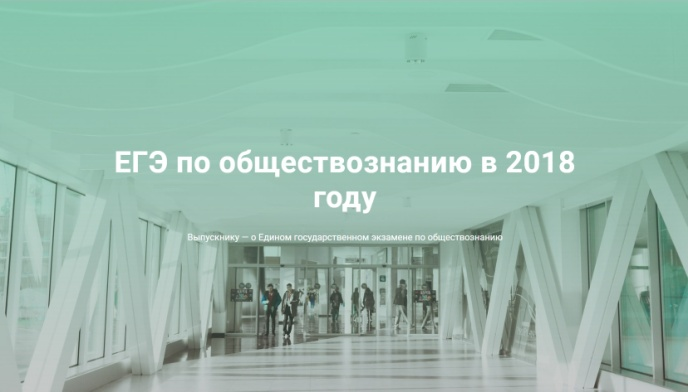 ЕГЭ по обществознанию в 2018
году
Выпускнику — о Едином государственном экзамене по обществознанию